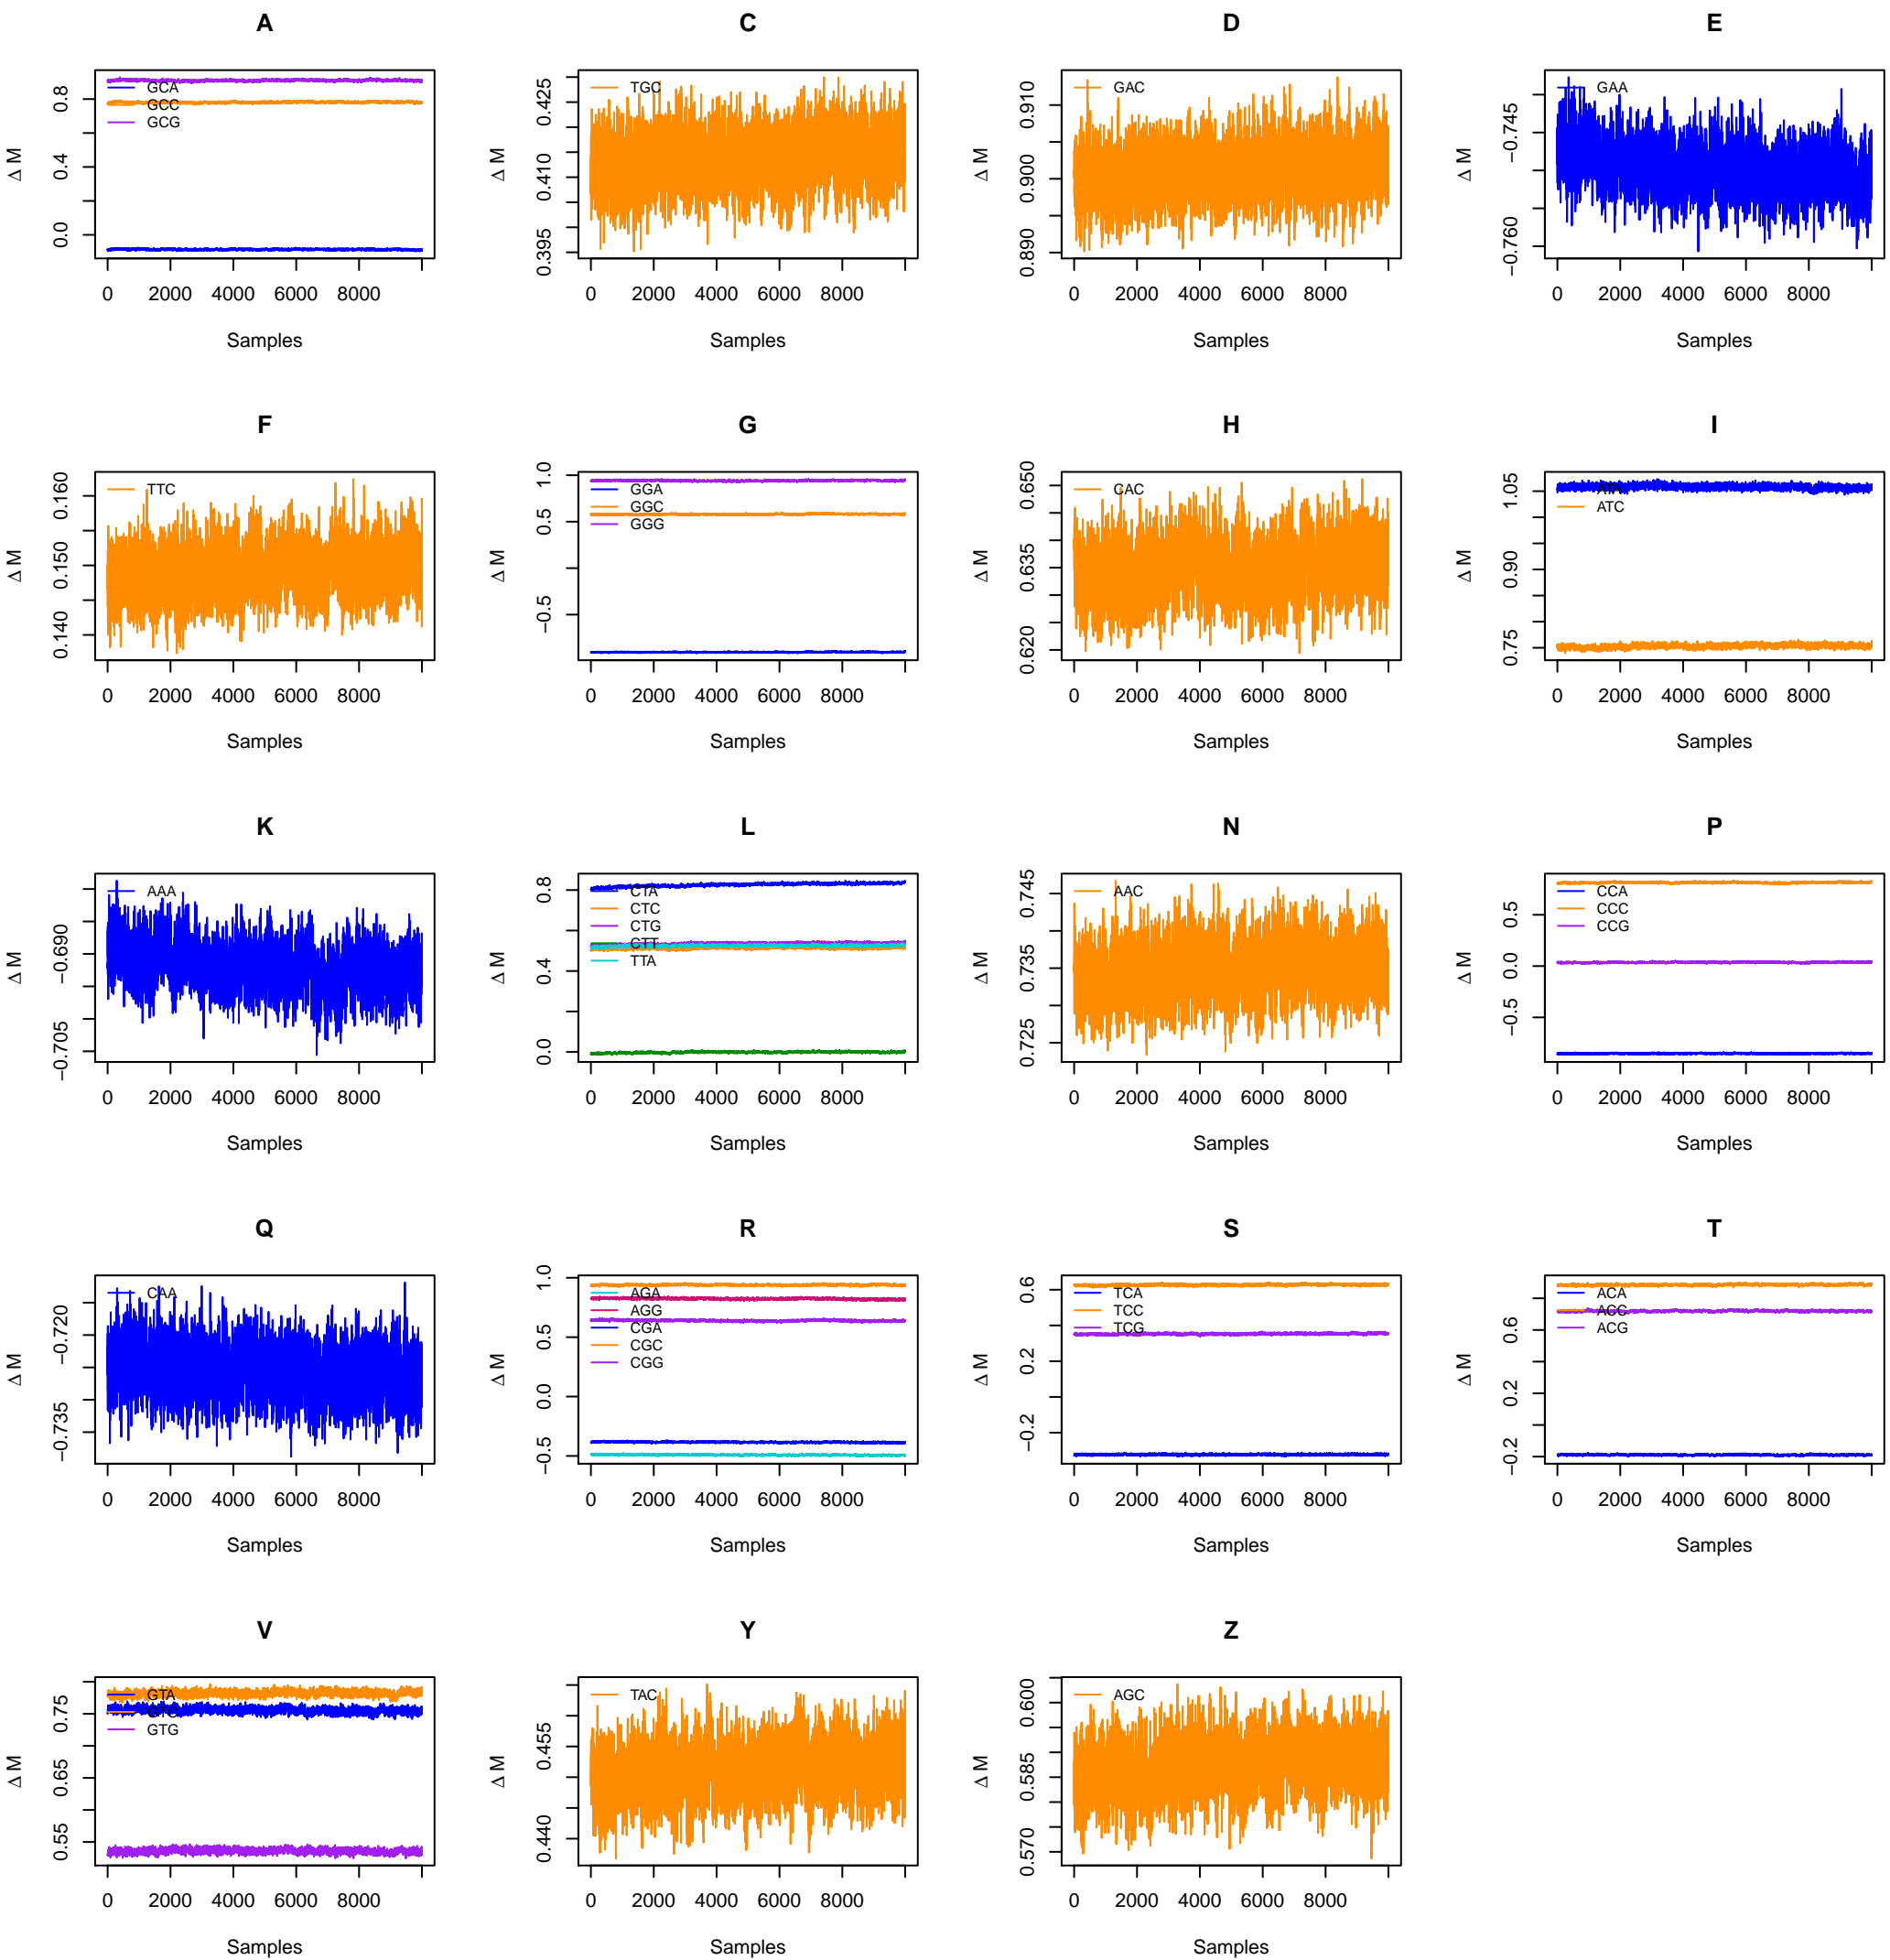 A
Δ M
0.0 0.4 0.8
GCA
GCC
GCG
0 2000 4000 6000 8000
Samples
C
Δ M
0.395 0.410 0.425
TGC
0 2000 4000 6000 8000
Samples
D
Δ M
0.890 0.900 0.910
GAC
0 2000 4000 6000 8000
Samples
E
Δ M
−0.760 −0.745
GAA
0 2000 4000 6000 8000
Samples
F
Δ M
0.140 0.150 0.160
TTC
0 2000 4000 6000 8000
Samples
G
Δ M
−0.5 0.5 1.0
GGA
GGC
GGG
0 2000 4000 6000 8000
Samples
H
Δ M
0.620 0.635 0.650
CAC
0 2000 4000 6000 8000
Samples
I
Δ M
0.75 0.90 1.05
ATA
ATC
0 2000 4000 6000 8000
Samples
K
Δ M
−0.705 −0.690
AAA
0 2000 4000 6000 8000
Samples
L
Δ M
0.0 0.4 0.8
CTA
CTC
CTG
CTT
TTA
0 2000 4000 6000 8000
Samples
N
Δ M
0.725 0.735 0.745
AAC
0 2000 4000 6000 8000
Samples
P
Δ M
−0.5 0.0 0.5
CCA
CCC
CCG
0 2000 4000 6000 8000
Samples
Q
Δ M
−0.735 −0.720
CAA
0 2000 4000 6000 8000
Samples
R
Δ M
−0.5 0.0 0.5 1.0
AGA
AGG
CGA
CGC
CGG
0 2000 4000 6000 8000
Samples
S
Δ M
−0.2 0.2 0.6
TCA
TCC
TCG
0 2000 4000 6000 8000
Samples
T
Δ M
−0.2 0.2 0.6
ACA
ACC
ACG
0 2000 4000 6000 8000
Samples
V
Δ M
0.55 0.65 0.75
GTA
GTC
GTG
0 2000 4000 6000 8000
Samples
Y
Δ M
0.440 0.455
TAC
0 2000 4000 6000 8000
Samples
Z
Δ M
0.570 0.585 0.600
AGC
0 2000 4000 6000 8000
Samples